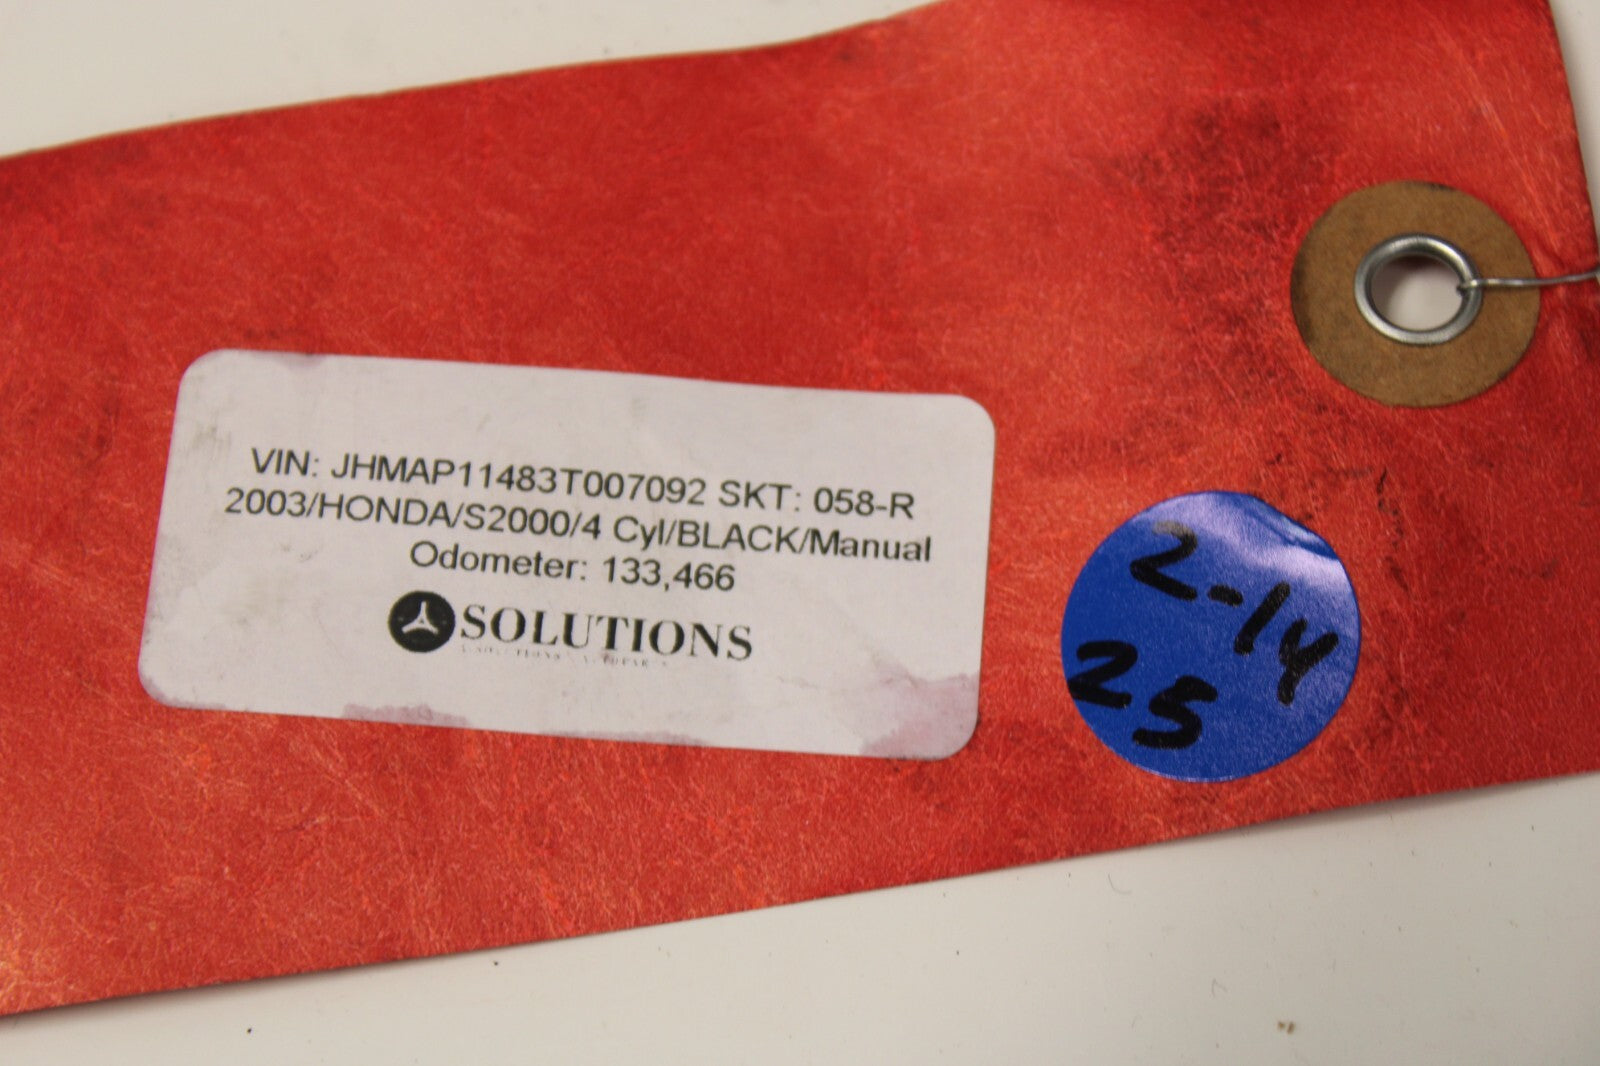 VIN: JHMAP11483T007092 SKT: 058-R
2003/HONDA/S2000/4 Cyl/BLACK/Manual
Odometer: 133,466
SOLUTIONS
2-14
25